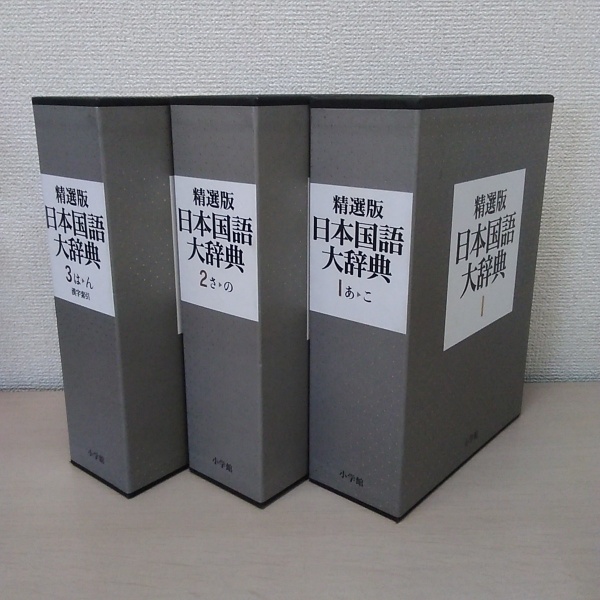 精選版
日本国語
大辞典
3は▸ん
漢字索引
小学館
精選版
日本国語
大辞典
2さ▸の
小学館
精選版
日本国語
大辞典
1あ▸こ
小学館
精選版
日本国語
大辞典
1
小学館